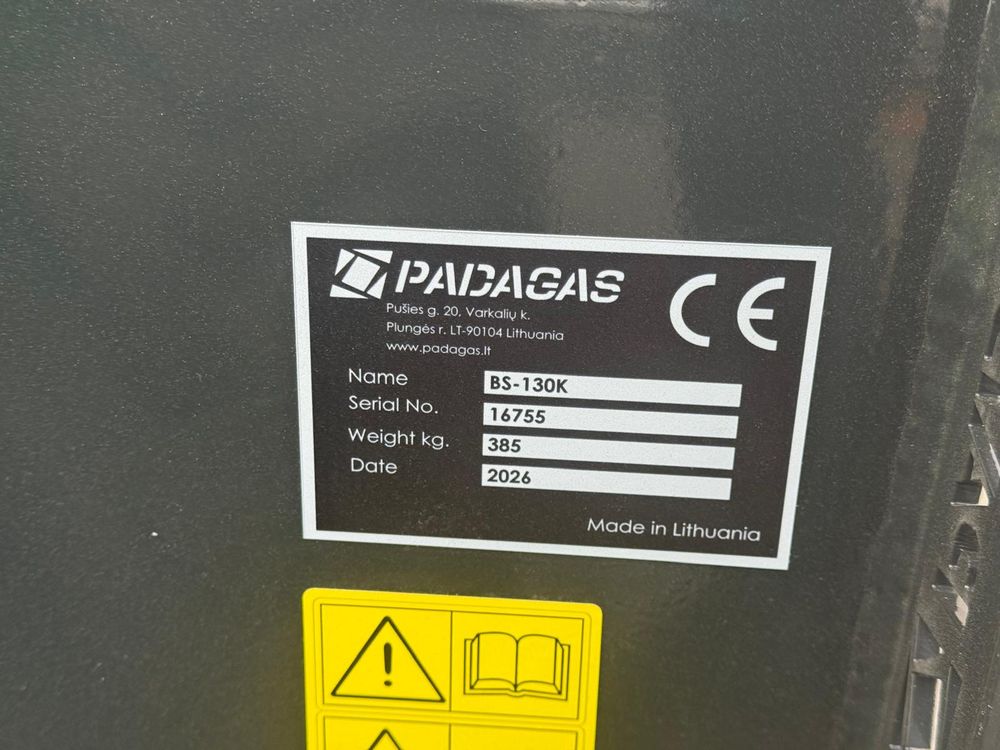 PADAGAS
Pušies g. 20, Varkalių k.
Plungės r. LT-90104 Lithuania
www.padagas.lt
CE
Name BS-130K
Serial No. 16755
Weight kg. 385
Date 2026
Made in Lithuania